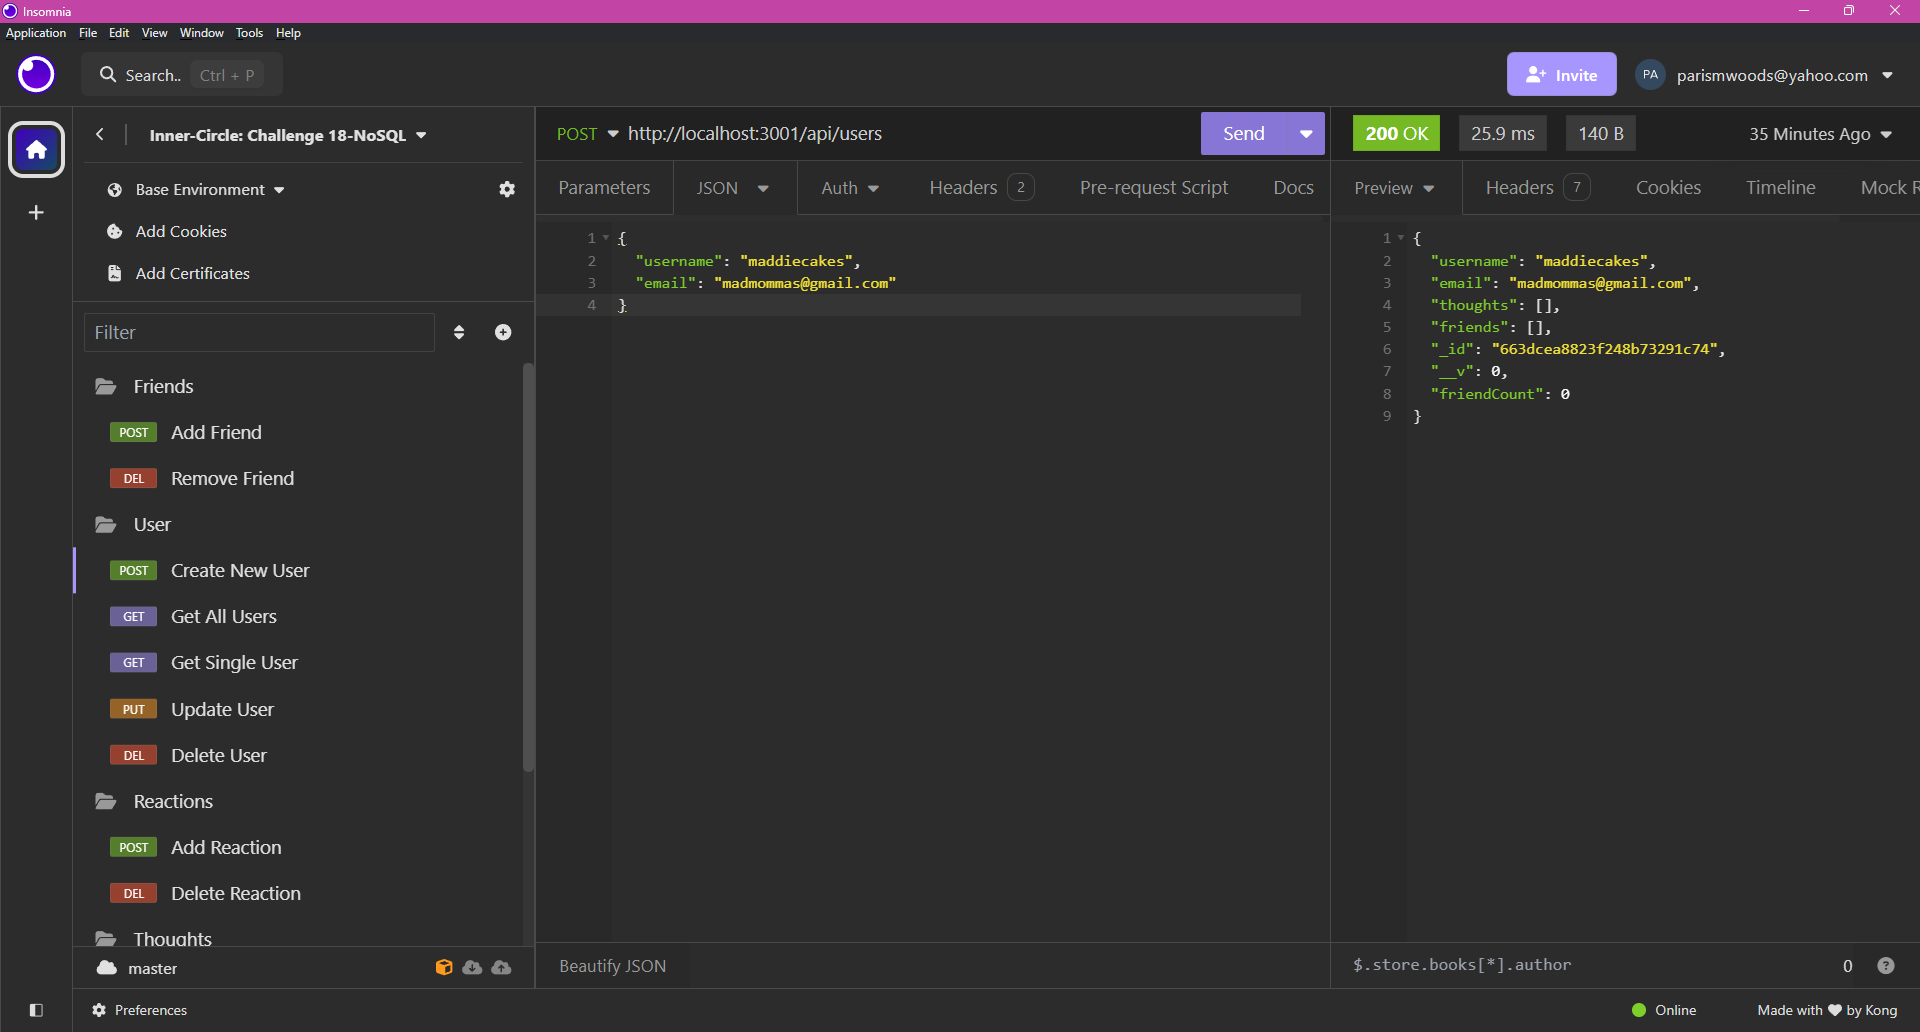 Insomnia
Application File Edit View Window Tools Help
Search.. Ctrl + P
Invite PA parismwoods@yahoo.com
Inner-Circle: Challenge 18-NoSQL
Base Environment
Add Cookies
Add Certificates
Filter
Friends
POST Add Friend
DEL Remove Friend
User
POST Create New User
GET Get All Users
GET Get Single User
PUT Update User
DEL Delete User
Reactions
POST Add Reaction
DEL Delete Reaction
Thoughts
master
POST http://localhost:3001/api/users Send
Parameters JSON Auth Headers 2 Pre-request Script Docs
1 {
2 "username": "maddiecakes",
3 "email": "madmommas@gmail.com"
4 }
Beautify JSON
200 OK 25.9 ms 140 B 35 Minutes Ago
Preview Headers 7 Cookies Timeline Mock R
1 {
2 "username": "maddiecakes",
3 "email": "madmommas@gmail.com",
4 "thoughts": [],
5 "friends": [],
6 "_id": "663dcea8823f248b73291c74",
7 "__v": 0,
8 "friendCount": 0
9 }
$.store.books[*].author 0 ?
Preferences Online Made with ♥ by Kong